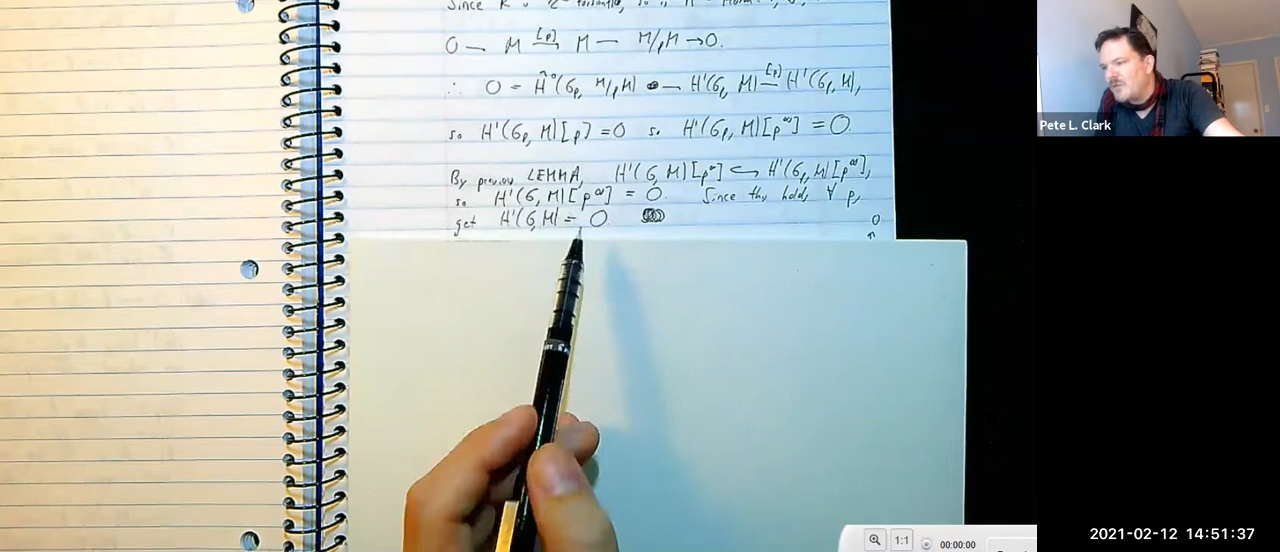 0 → M [p]→ M → M/pM → 0.
∴ 0 = Ĥ⁰(G_p, M/pM) → H¹(G_p, M) [p]→ H¹(G_p, M),
so H¹(G_p, M)[p] = 0 so H¹(G_p, M)[p^∞] = 0.
By previous LEMMA, H¹(G, M)[p^∞] ↪ H¹(G_p, M)[p^∞],
so H¹(G, M)[p^∞] = 0. Since this holds ∀ p,
get H¹(G, M) = 0
0
Pete L. Clark
1:1
00:00:00
2021-02-12 14:51:37